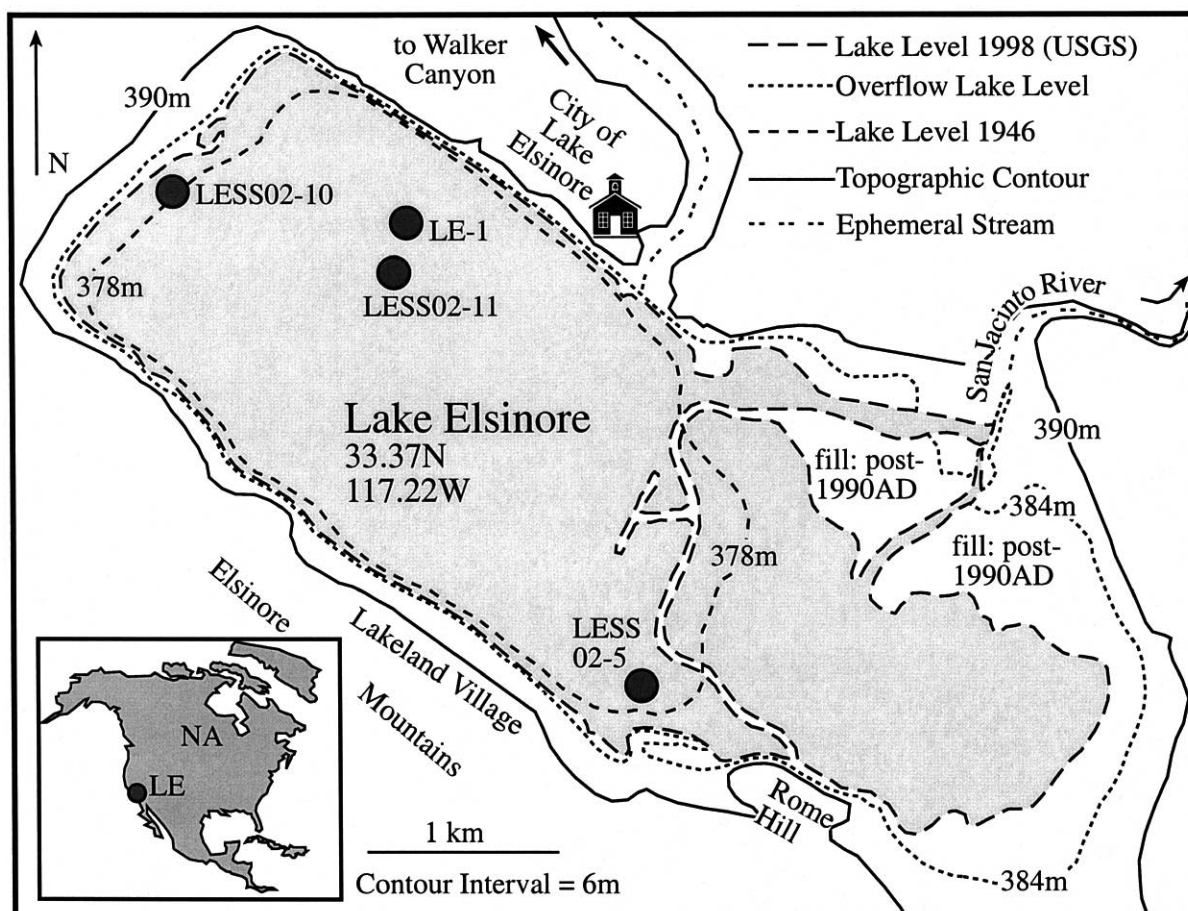 to Walker
Canyon
Lake Level 1998 (USGS)
Overflow Lake Level
Lake Level 1946
Topographic Contour
Ephemeral Stream
N
390m
City of
Lake
Elsinore
LESS02-10
LE-1
LESS02-11
378m
San Jacinto River
Lake Elsinore
33.37N
117.22W
fill: post-
1990AD
390m
384m
fill: post-
1990AD
378m
LESS
02-5
Elsinore
Mountains
Lakeland Village
Rome
Hill
384m
NA
LE
1 km
Contour Interval = 6m